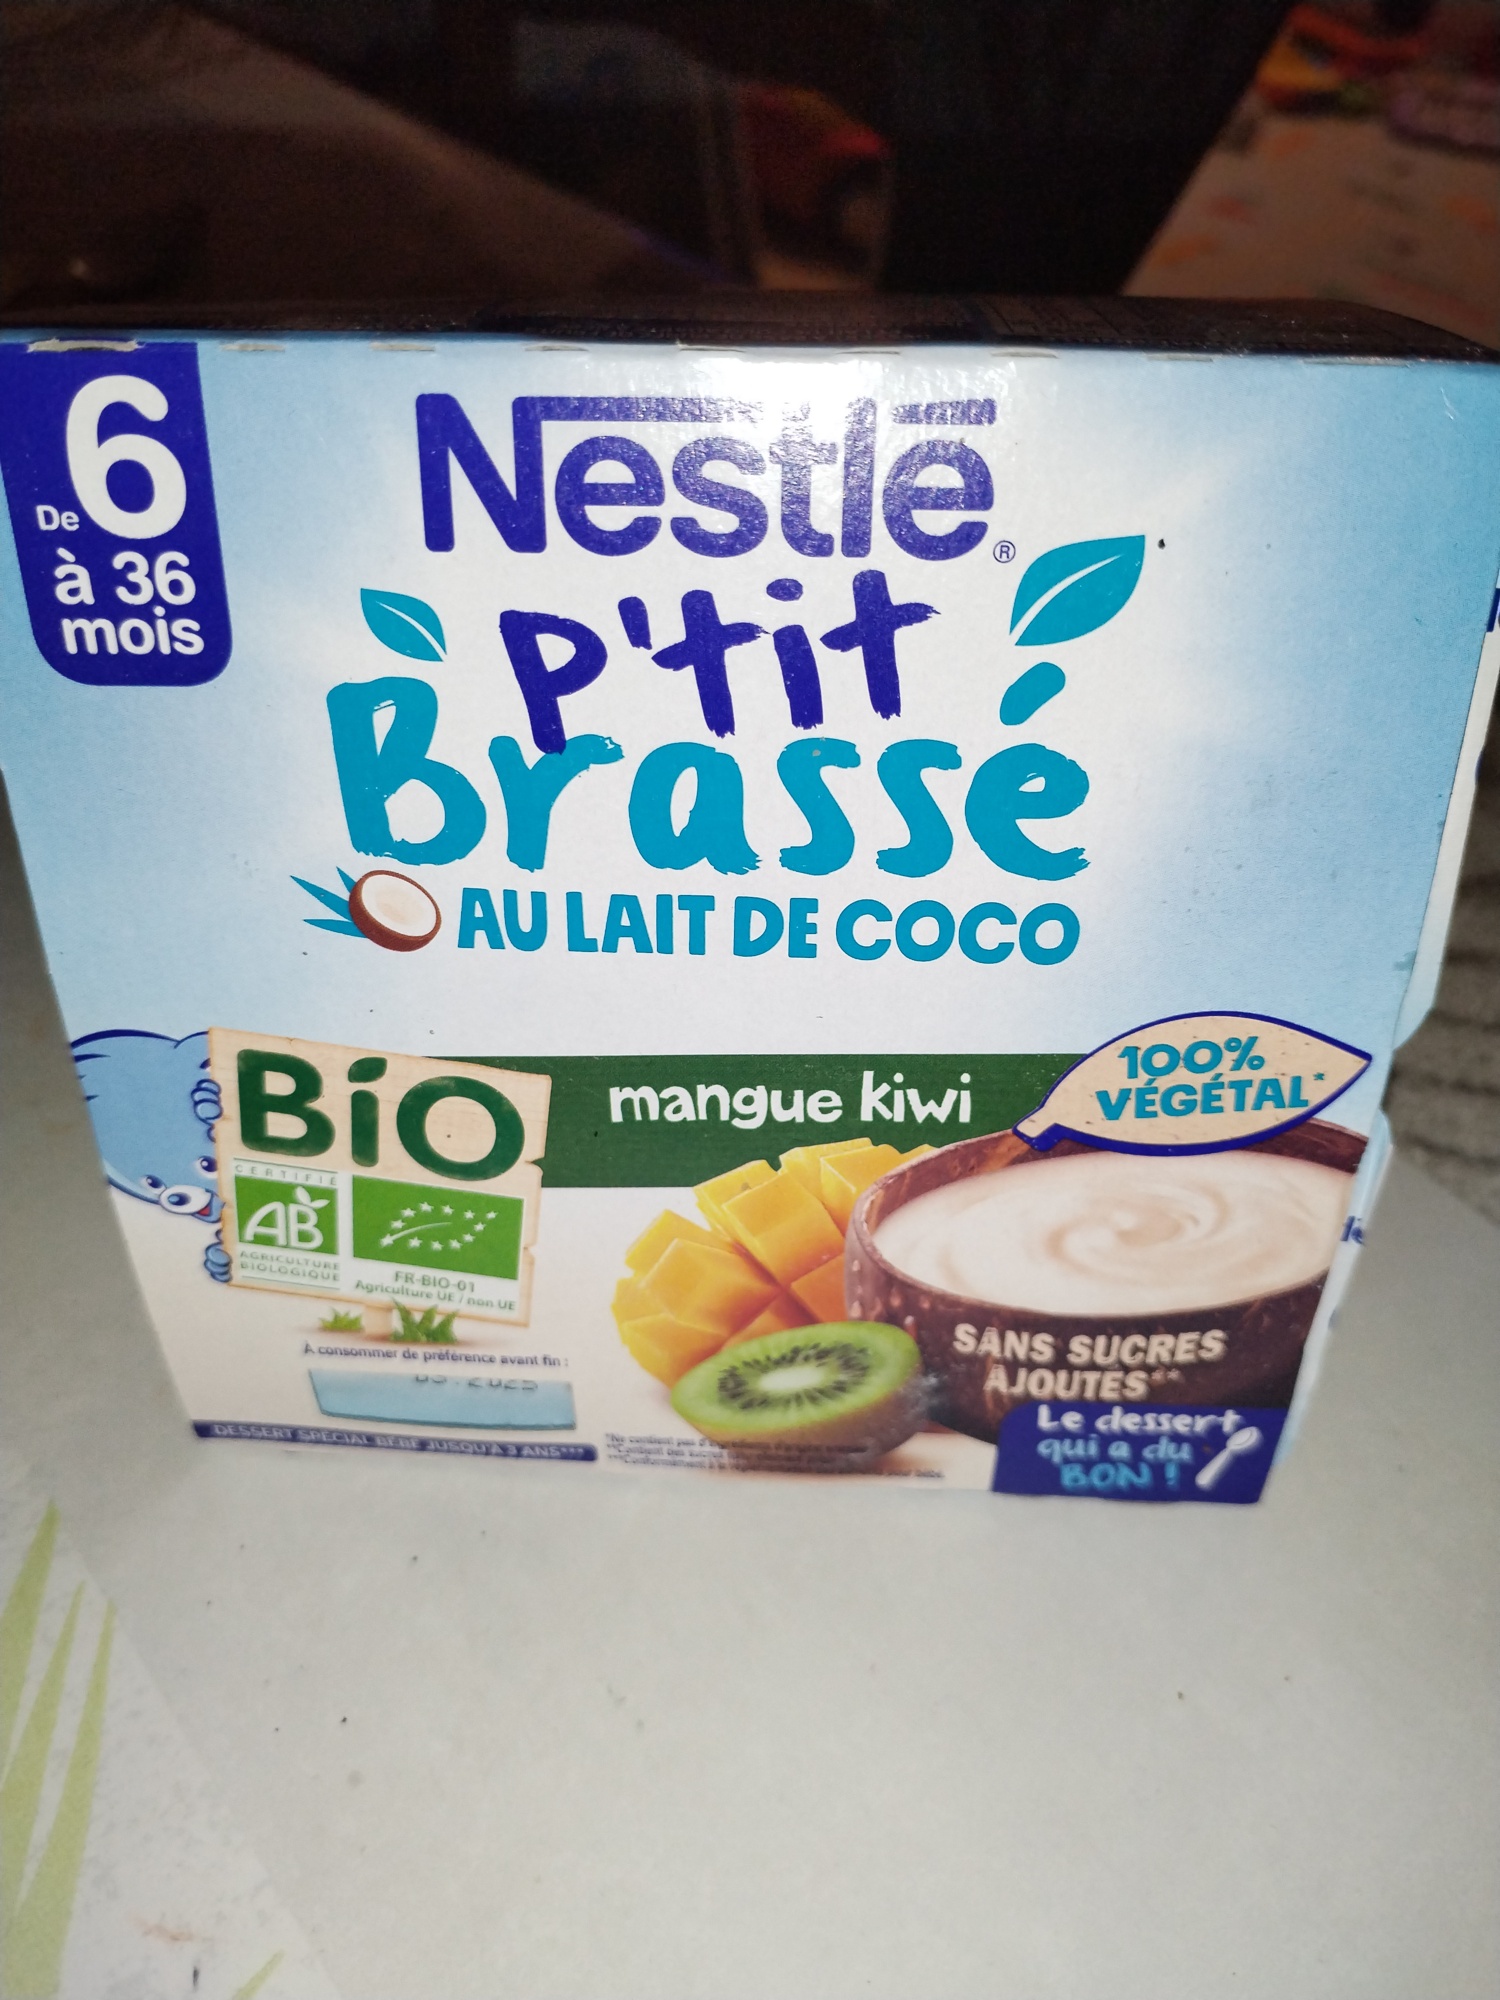 De 6
à 36
mois
Nestlé®
P'tit
Brassé
AU LAIT DE COCO
BIO
mangue kiwi
100%
VÉGÉTAL*
CERTIFIÉ
AB
AGRICULTURE
BIOLOGIQUE
FR-BIO-01
Agriculture UE / non UE
À consommer de préférence avant fin :
2025
SANS SUCRES
AJOUTÉS**
DESSERT SPÉCIAL BÉBÉ JUSQU'À 3 ANS***
Le dessert
qui a du
BON !